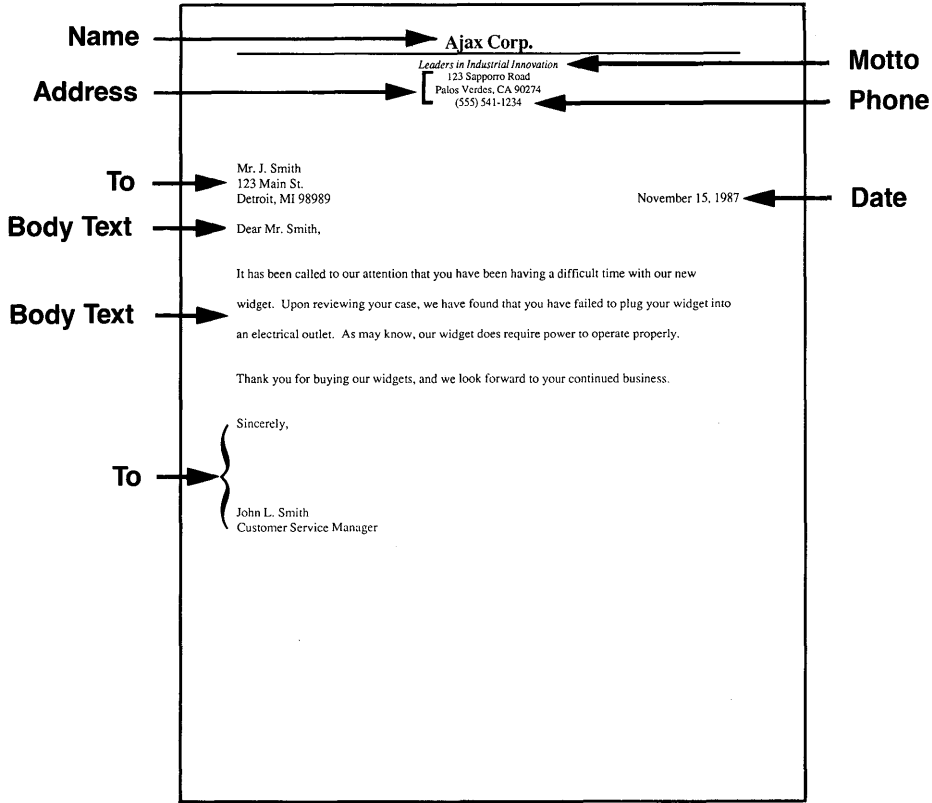 Name
Ajax Corp.
Leaders in Industrial Innovation
Motto
Address
123 Sapporro Road
Palos Verdes, CA 90274
(555) 541-1234
Phone
To
Mr. J. Smith
123 Main St.
Detroit, MI 98989
November 15, 1987
Date
Body Text
Dear Mr. Smith,
It has been called to our attention that you have been having a difficult time with our new
Body Text
widget. Upon reviewing your case, we have found that you have failed to plug your widget into
an electrical outlet. As may know, our widget does require power to operate properly.
Thank you for buying our widgets, and we look forward to your continued business.
To
Sincerely,
John L. Smith
Customer Service Manager